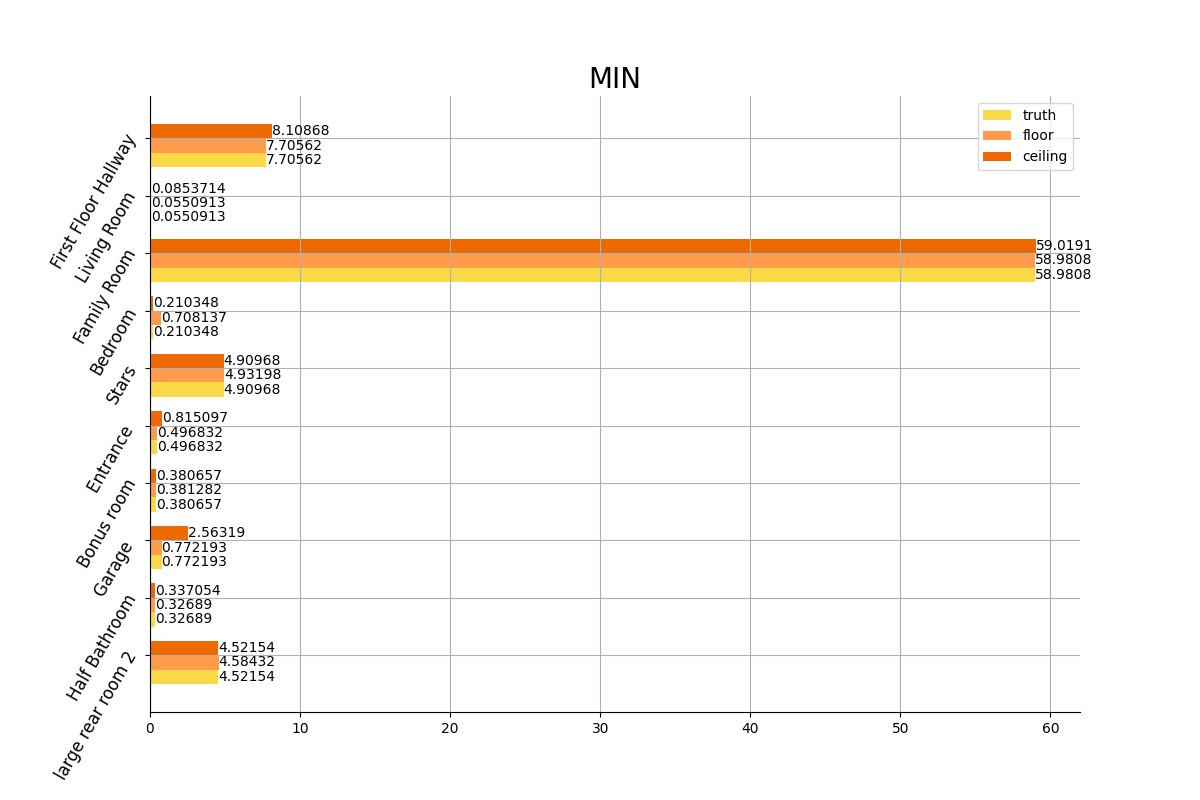 MIN
truth
floor
ceiling
First Floor Hallway
8.10868
7.70562
7.70562
Living Room
0.0853714
0.0550913
0.0550913
Family Room
59.0191
58.9808
58.9808
Bedroom
0.210348
0.708137
0.210348
Stars
4.90968
4.93198
4.90968
Entrance
0.815097
0.496832
0.496832
Bonus room
0.380657
0.381282
0.380657
Garage
2.56319
0.772193
0.772193
Half Bathroom
0.337054
0.32689
0.32689
large rear room 2
4.52154
4.58432
4.52154
0 10 20 30 40 50 60